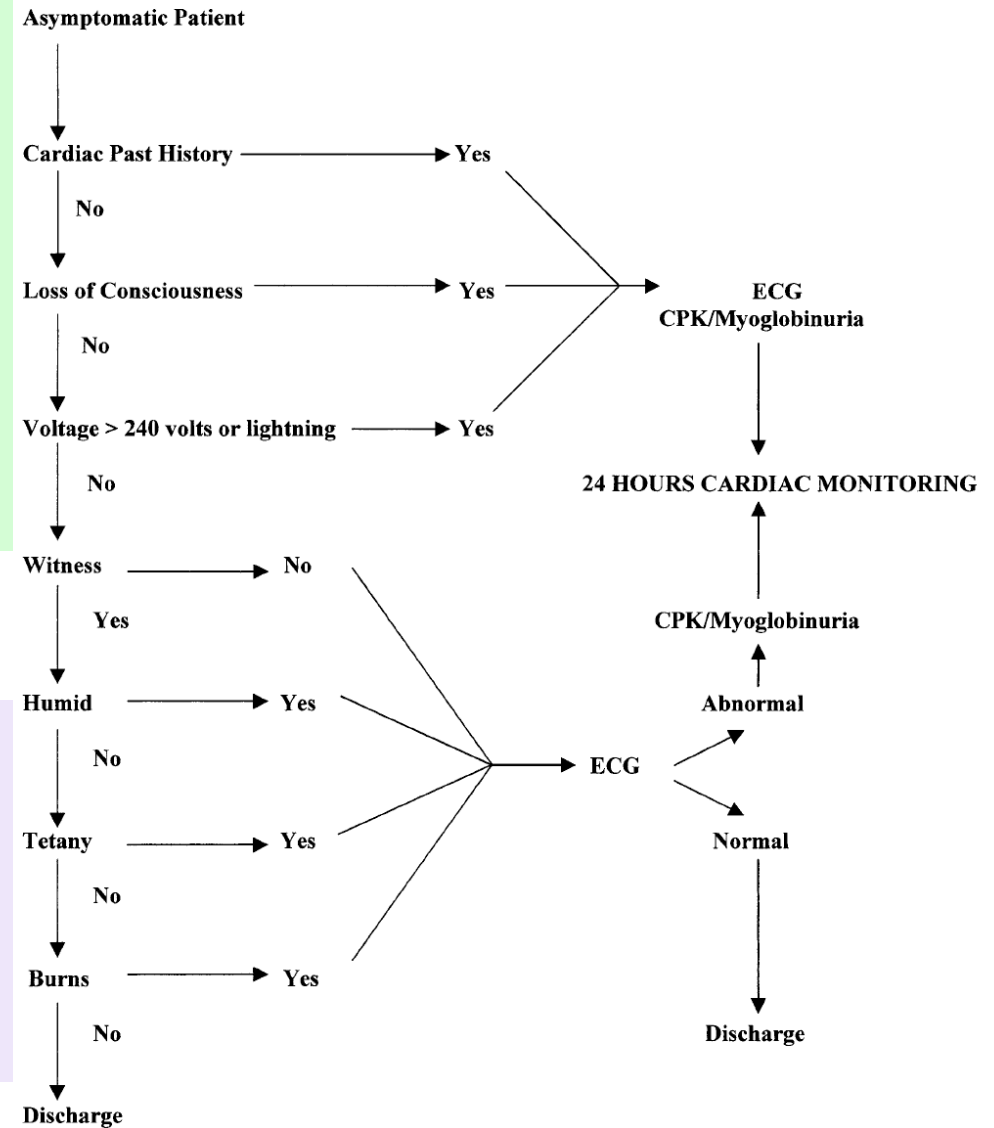 Asymptomatic Patient
Cardiac Past History
Yes
No
Loss of Consciousness
Yes
ECG
CPK/Myoglobinuria
No
Voltage > 240 volts or lightning
Yes
No
24 HOURS CARDIAC MONITORING
Witness
No
Yes
CPK/Myoglobinuria
Humid
Yes
Abnormal
No
ECG
Tetany
Yes
Normal
No
Burns
Yes
No
Discharge
Discharge